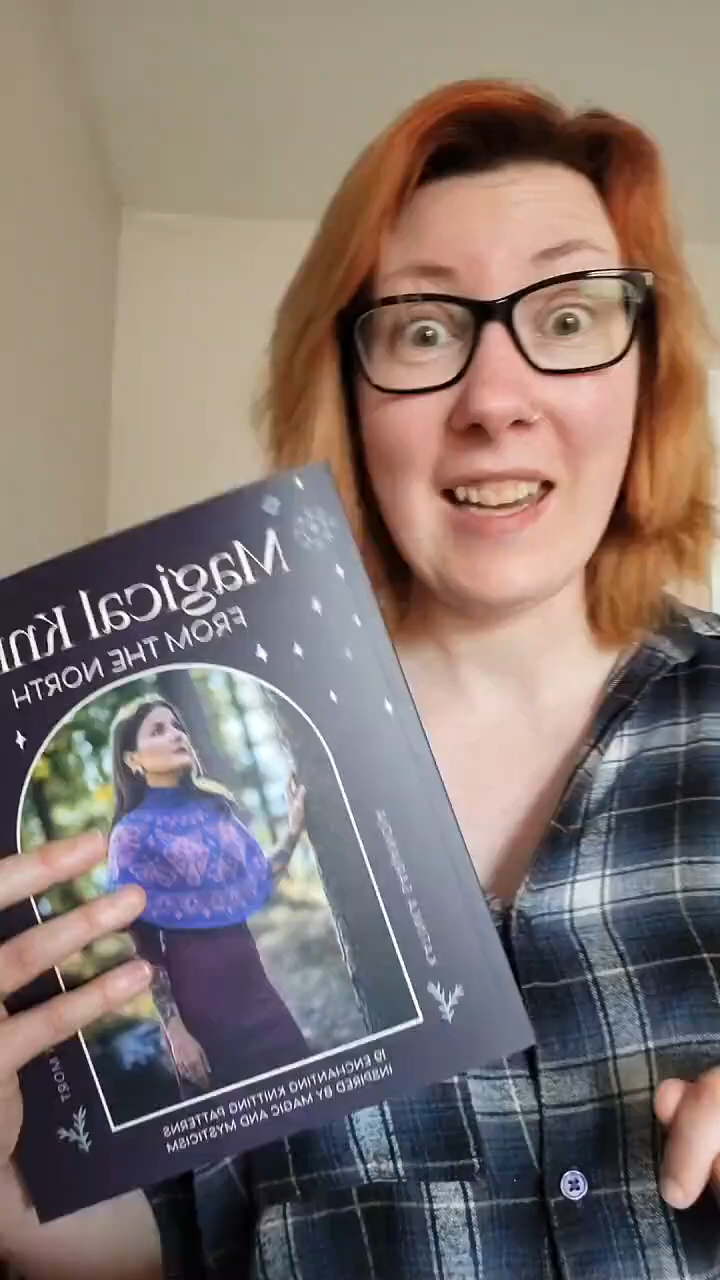 Magical Kni
FROM THE NORTH
19 ENCHANTING KNITTING PATTERNS
INSPIRED BY MAGIC AND MYSTICISM